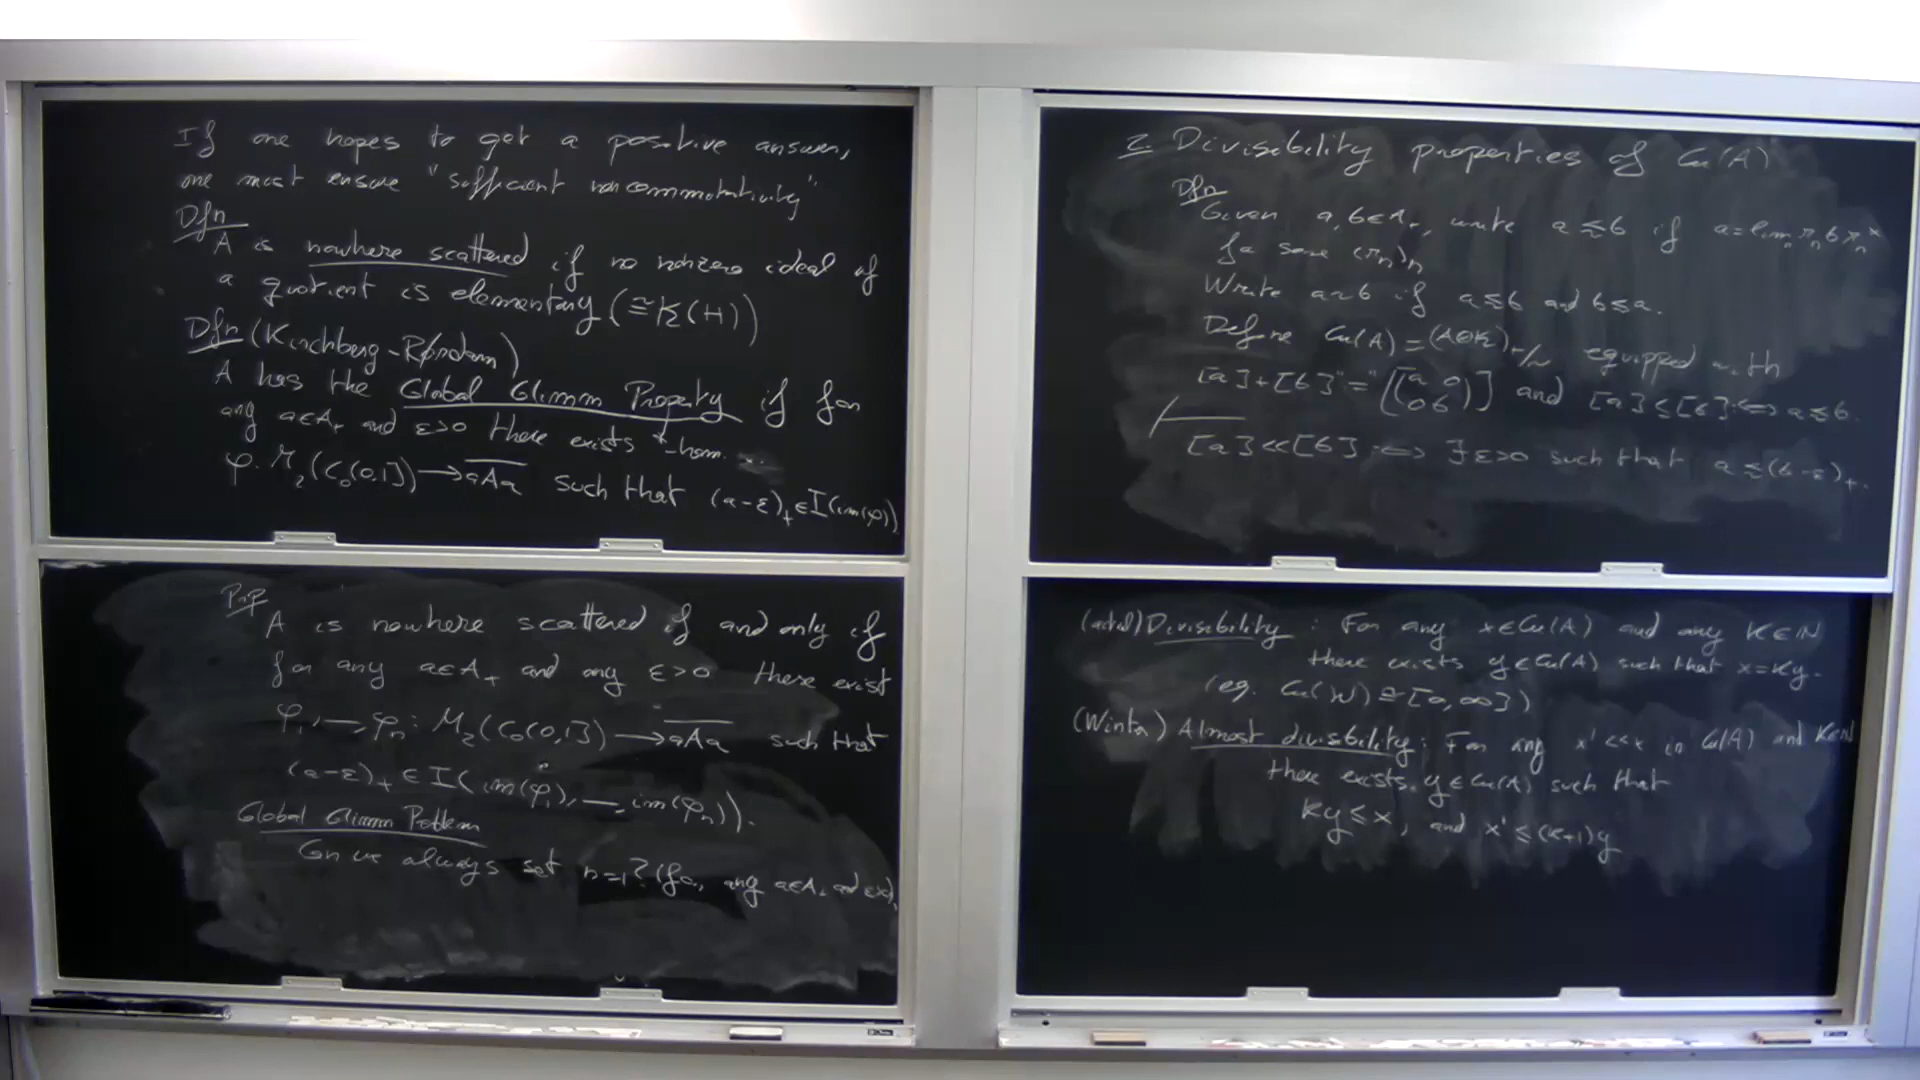 If one hopes to get a positive answer,
one must ensure "sufficient noncommutativity"
Dfn
A is nowhere scattered if no nonzero ideal of
a quotient is elementary (≅K(H))
Dfn (Kirchberg-Rørdam)
A has the Global Glimm Property if for
any a∈A₊ and ε>0 there exists *-hom.
φ: M₂(C₀(0,1]) → \overline{aAa} such that (a-ε)₊∈I(im(φ))
Prop
A is nowhere scattered if and only if
for any a∈A₊ and any ε>0 there exist
φ₁, — φₙ: M₂(C₀(0,1]) → \overline{aAa} such that
(a-ε)₊ ∈ I(im(φ₁), — im(φₙ)).
Global Glimm Problem
Can we always set n=1? (for any a∈A₊ and ε>0).
2. Divisibility properties of Cu(A)
Dfn
Given a,b∈A₊, write a≲b if a=limₙ rₙ b rₙ*
for some (rₙ)ₙ
Write a~b if a≲b and b≲a.
Define Cu(A)=(A⊗K)₊/~ equipped with
[a]+[b]"="[(a 0 / 0 b)] and [a]≤[b]:⟺a≲b.
[a]≪[b] ⟺ ∃ε>0 such that a≲(b-ε)₊.
(actual) Divisibility: For any x∈Cu(A) and any K∈ℕ
there exists y∈Cu(A) such that x=Ky.
(eg. Cu(W)≅[0,∞])
(Winter) Almost divisibility: For any x'≪x in Cu(A) and K∈ℕ
there exists y∈Cu(A) such that
Ky≤x, and x'≤(K+1)y